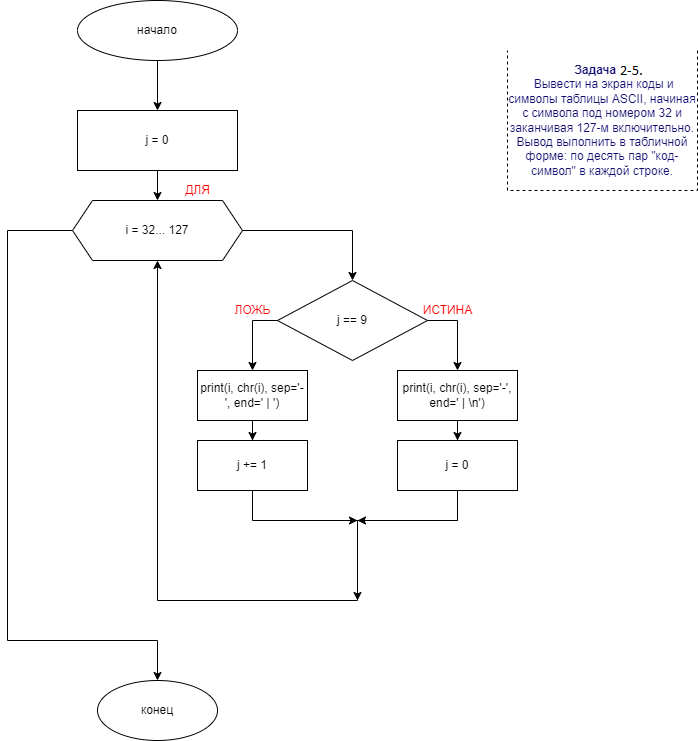 начало
Задача 2-5.
Вывести на экран коды и
символы таблицы ASCII, начиная
с символа под номером 32 и
заканчивая 127-м включительно.
Вывод выполнить в табличной
форме: по десять пар "код-
символ" в каждой строке.
j = 0
ДЛЯ
i = 32... 127
ЛОЖЬ
ИСТИНА
j == 9
print(i, chr(i), sep='-
', end=' | ')
print(i, chr(i), sep='-',
end=' | \n')
j += 1
j = 0
конец